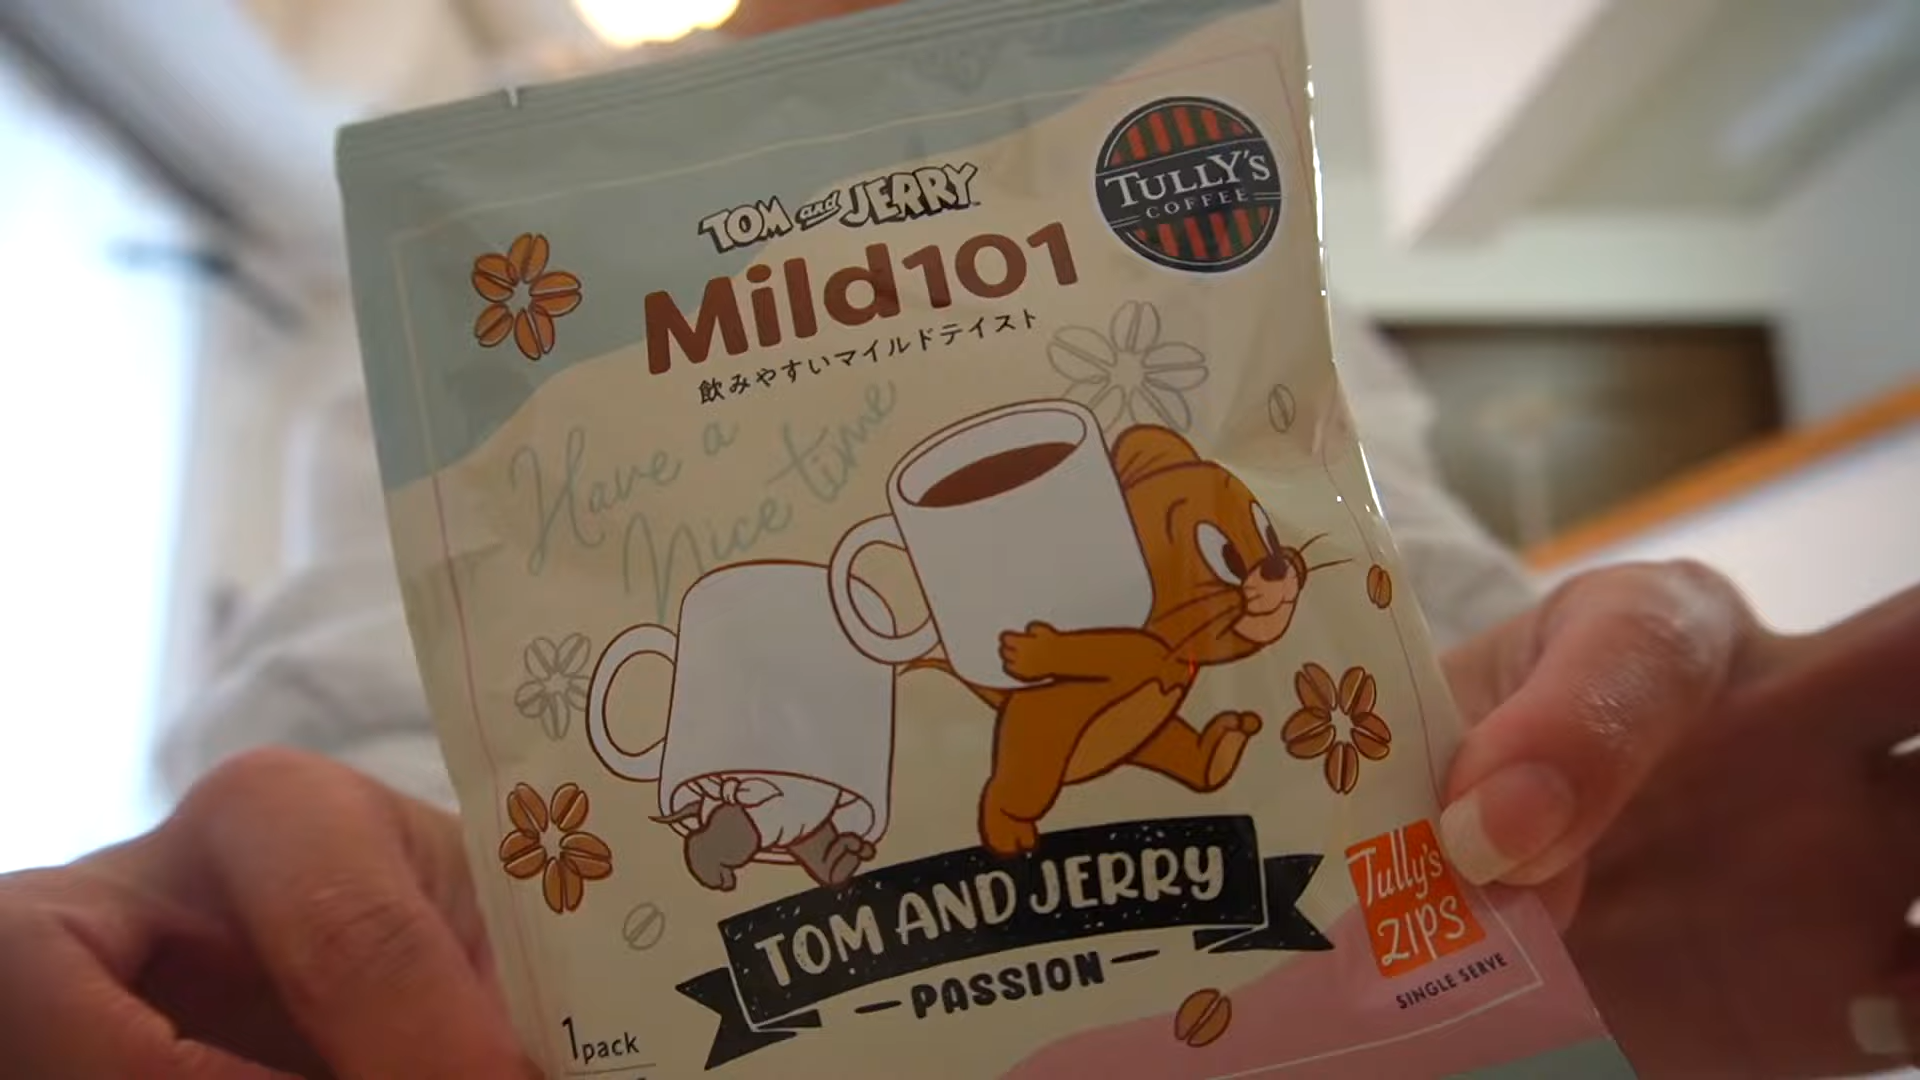 TOM and JERRY
TULLY'S
COFFEE
Mild101
飲みやすいマイルドテイスト
Have a
Nice time
TOM AND JERRY
PASSION
Tully's
ZIPS
SINGLE SERVE
1pack